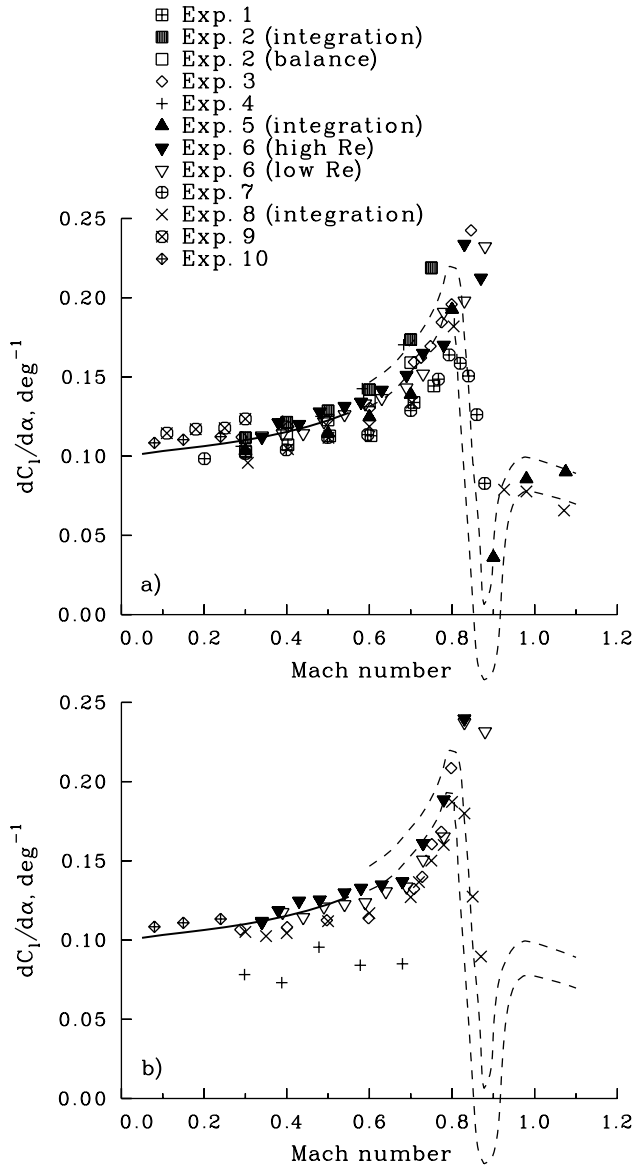 Exp. 1
Exp. 2 (integration)
Exp. 2 (balance)
Exp. 3
Exp. 4
Exp. 5 (integration)
Exp. 6 (high Re)
Exp. 6 (low Re)
Exp. 7
Exp. 8 (integration)
Exp. 9
Exp. 10
0.25
0.20
0.15
0.10
0.05
0.00
dC_l/dα, deg⁻¹
a)
0.0 0.2 0.4 0.6 0.8 1.0 1.2
Mach number
0.25
0.20
0.15
0.10
0.05
0.00
dC_l/dα, deg⁻¹
b)
0.0 0.2 0.4 0.6 0.8 1.0 1.2
Mach number